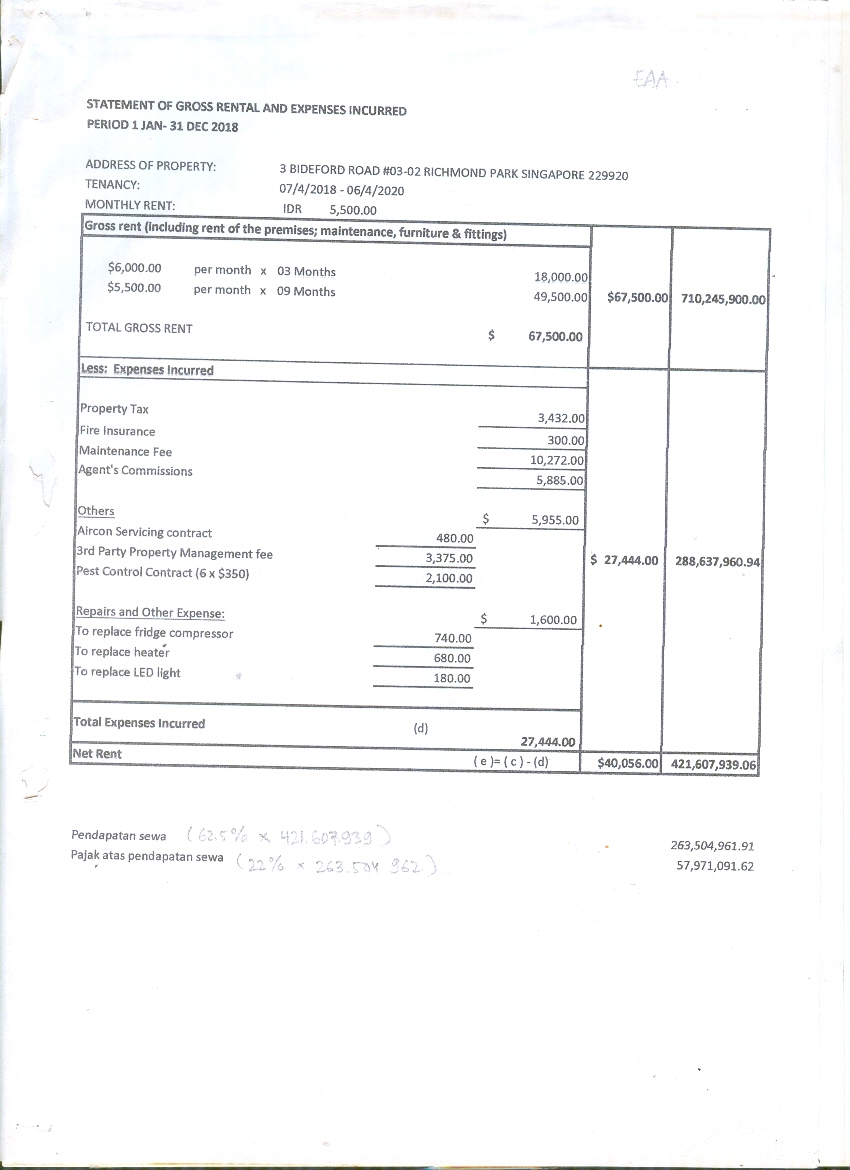 EAA
STATEMENT OF GROSS RENTAL AND EXPENSES INCURRED
PERIOD 1 JAN- 31 DEC 2018
ADDRESS OF PROPERTY: 3 BIDEFORD ROAD #03-02 RICHMOND PARK SINGAPORE 229920
TENANCY: 07/4/2018 - 06/4/2020
MONTHLY RENT: IDR 5,500.00
Gross rent (including rent of the premises; maintenance, furniture & fittings)
$6,000.00 per month x 03 Months 18,000.00
$5,500.00 per month x 09 Months 49,500.00 $67,500.00 710,245,900.00
TOTAL GROSS RENT $ 67,500.00
Less: Expenses Incurred
Property Tax 3,432.00
Fire Insurance 300.00
Maintenance Fee 10,272.00
Agent's Commissions 5,885.00
Others $ 5,955.00
Aircon Servicing contract 480.00
3rd Party Property Management fee 3,375.00 $ 27,444.00 288,637,960.94
Pest Control Contract (6 x $350) 2,100.00
Repairs and Other Expense: $ 1,600.00
To replace fridge compressor 740.00
To replace heater 680.00
To replace LED light 180.00
Total Expenses Incurred (d) 27,444.00
Net Rent ( e )= ( c ) - (d) $40,056.00 421,607,939.06
Pendapatan sewa (62.5% x 421.607.939) 263,504,961.91
Pajak atas pendapatan sewa (22% x 263.504 962) 57,971,091.62